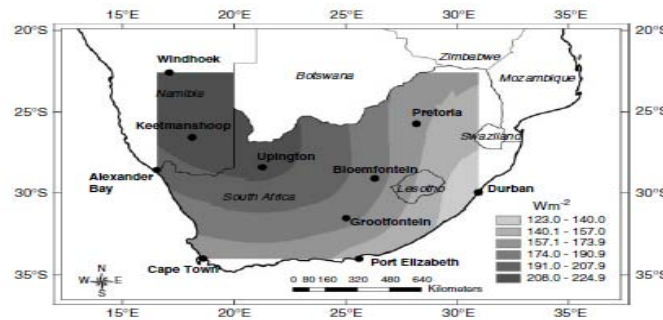 15°E 20°E 25°E 30°E 35°E
20°S 20°S
Windhoek
Zimbabwe
Botswana
Mozambique
Namibia
25°S 25°S
Pretoria
Keetmanshoop
Swaziland
Upington
Bloemfontein
Alexander
Bay
Lesotho
Durban
30°S 30°S
South Africa
Grootfontein
Wm-2
123.0 - 140.0
140.1 - 157.0
157.1 - 173.9
174.0 - 190.9
191.0 - 207.9
208.0 - 224.9
Cape Town
Port Elizabeth
35°S 35°S
N
W E
S
0 80 160 320 480 640
Kilometers
15°E 20°E 25°E 30°E